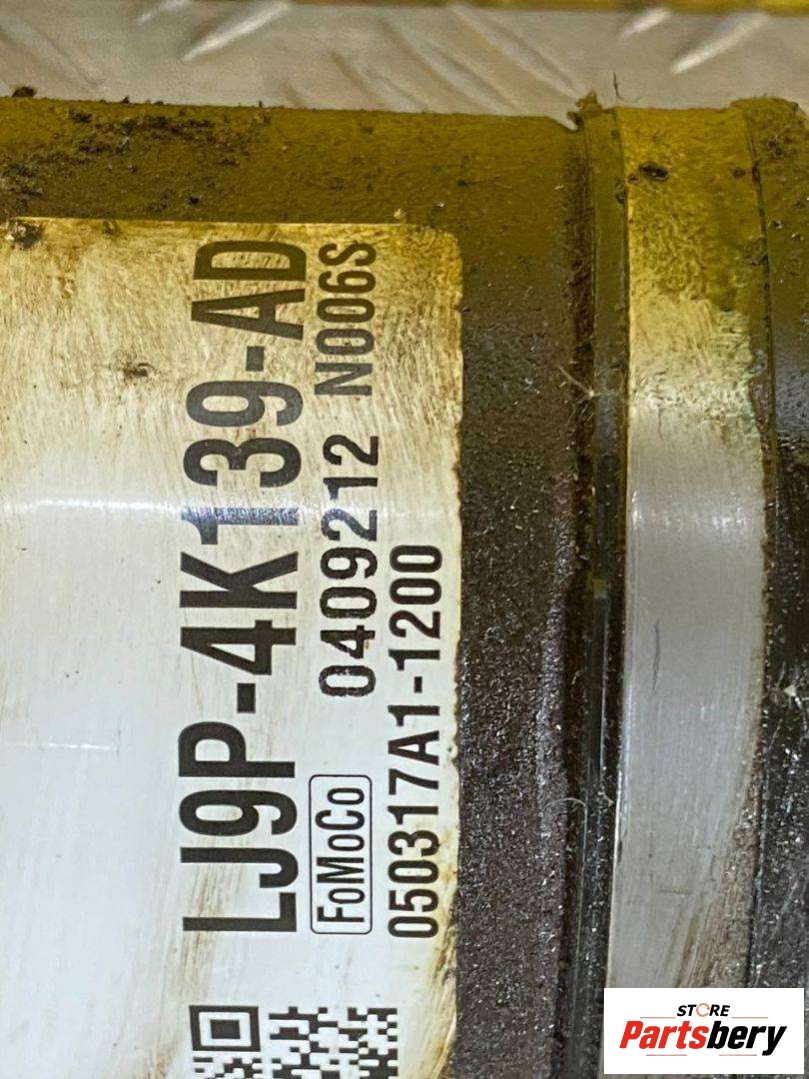 LJ9P-4K139-AD
FoMoCo 0409212 N006S
050317A1-1200
STORE
Partsbery